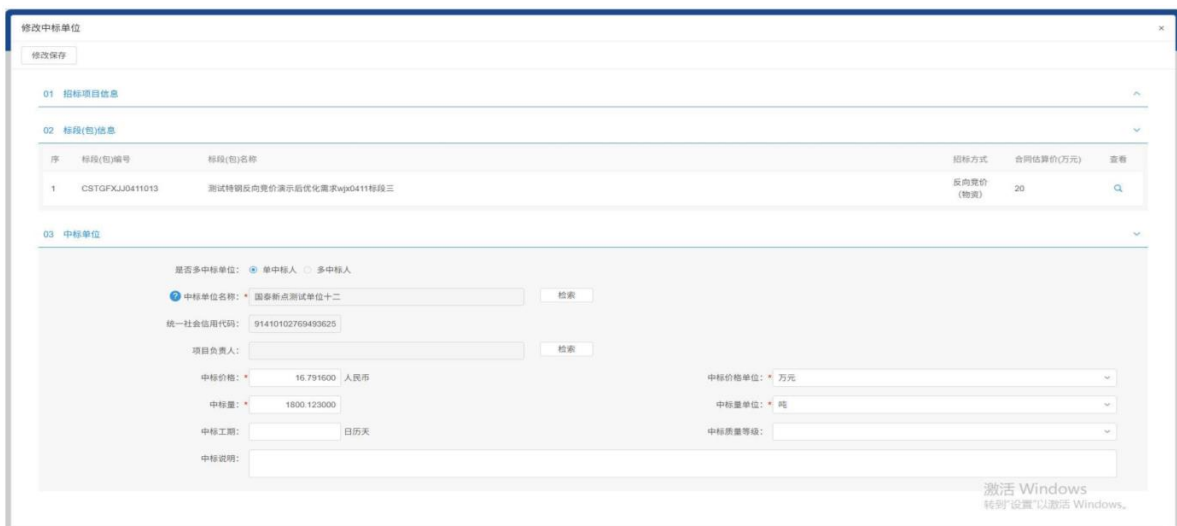 修改中标单位 ×
修改保存
01 招标项目信息
02 标段(包)信息
序 标段(包)编号 标段(包)名称 招标方式 合同估算价(万元) 查看
1 CSTGFXJJ0411013 测试特钢反向竞价演示后优化需求wjx0411标段三 反向竞价(物资) 20
03 中标单位
是否多中标单位: 单中标人 多中标人
? 中标单位名称: * 国泰新点测试单位十二 检索
统一社会信用代码: 91410102769493625
项目负责人: 检索
中标价格: * 16.791600 人民币 中标价格单位: * 万元
中标量: * 1800.123000 中标量单位: * 吨
中标工期: 日历天 中标质量等级:
中标说明:
激活 Windows
转到"设置"以激活 Windows。